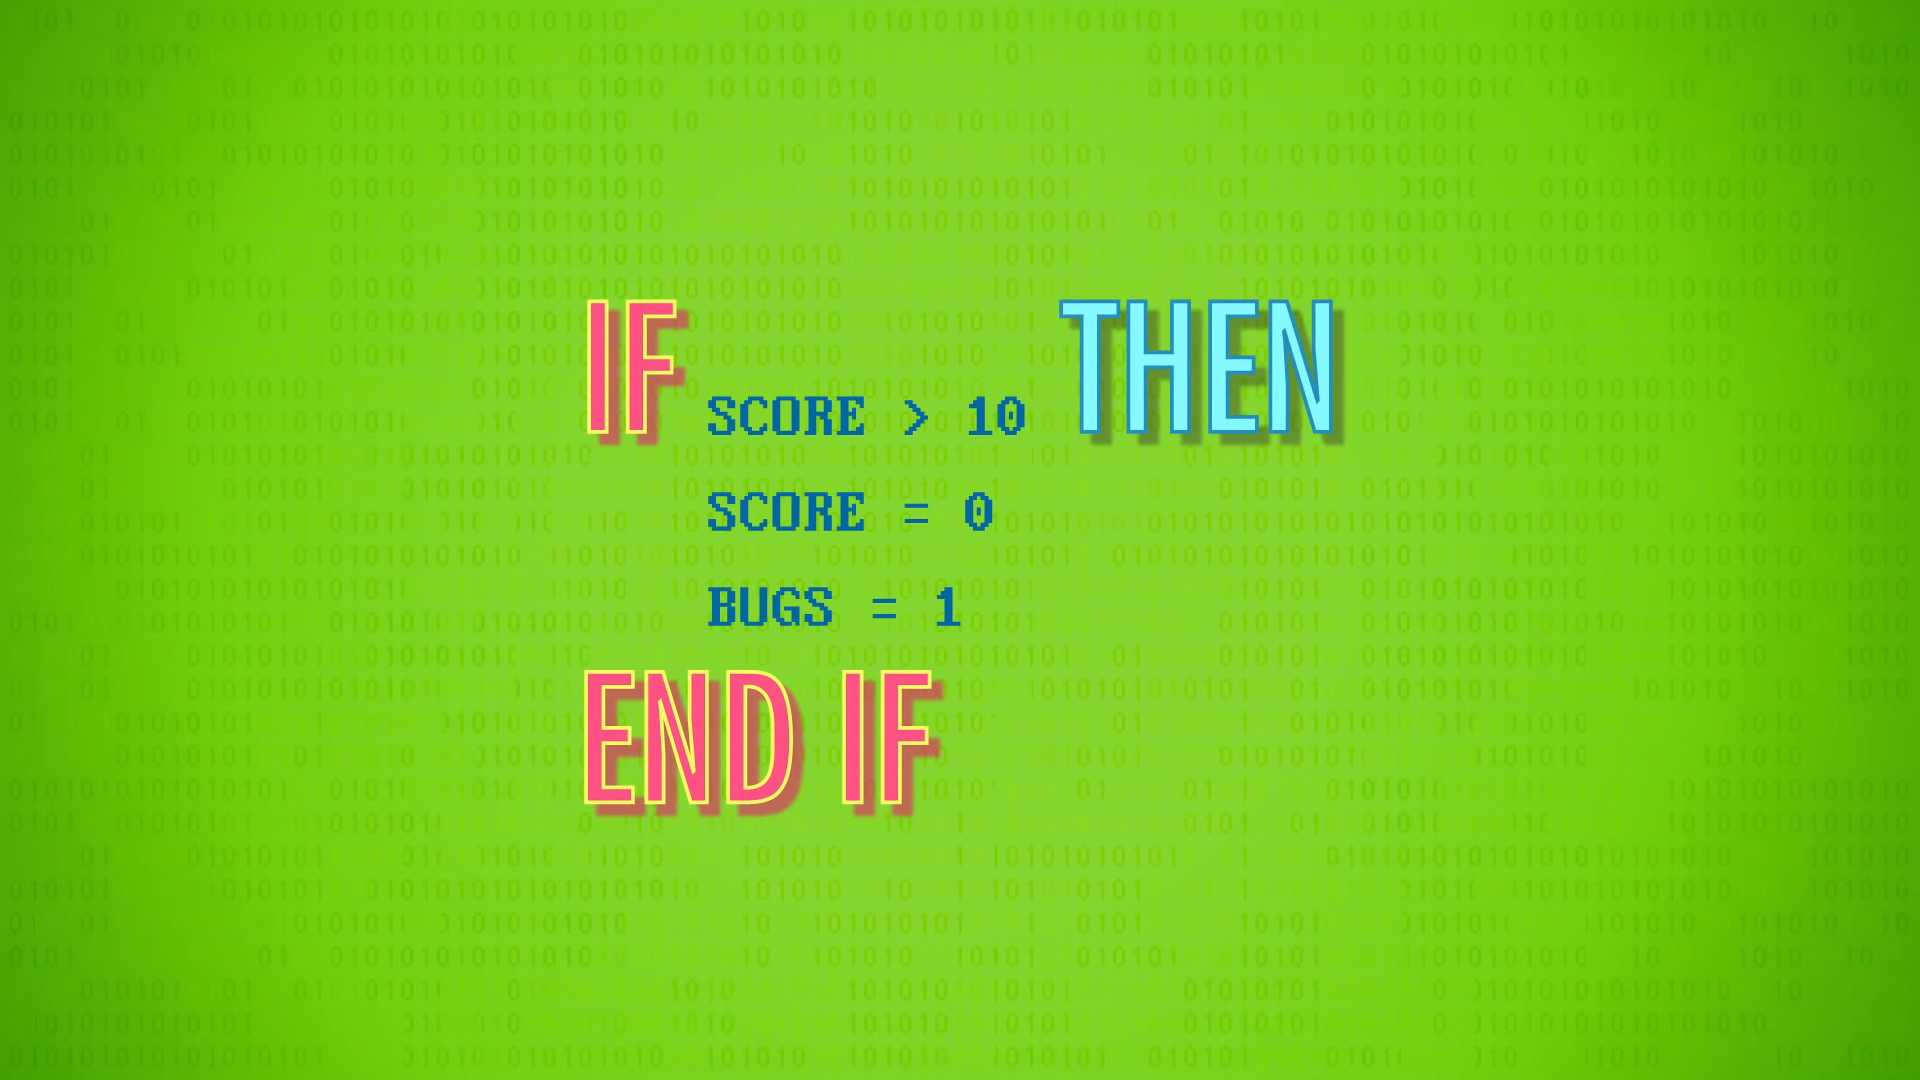 IF SCORE > 10 THEN
SCORE = 0
BUGS = 1
END IF